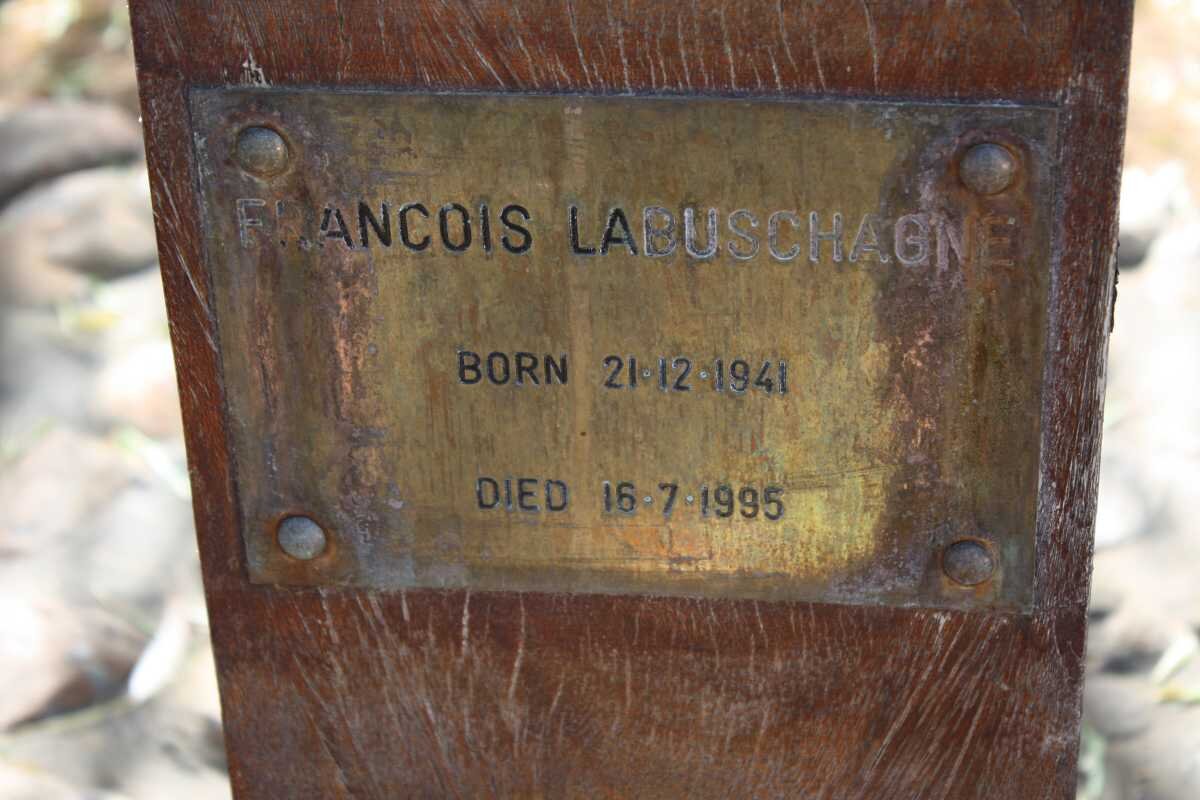 FRANCOIS LABUSCHAGNE
BORN 21·12·1941
DIED 16·7·1995